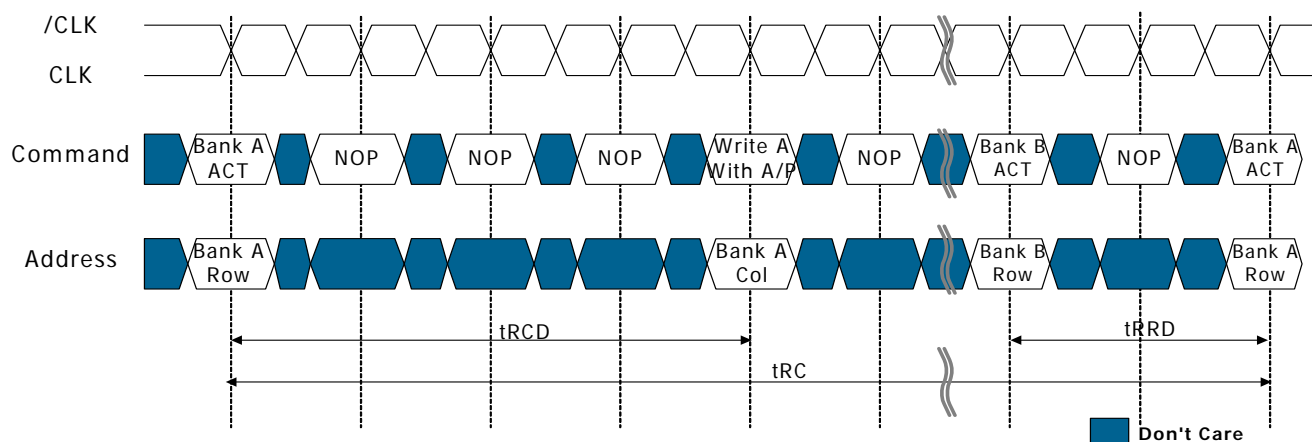 /CLK
CLK
Command
Bank A
ACT
NOP
NOP
NOP
Write A
With A/P
NOP
Bank B
ACT
NOP
Bank A
ACT
Address
Bank A
Row
Bank A
Col
Bank B
Row
Bank A
Row
tRCD
tRRD
tRC
Don't Care